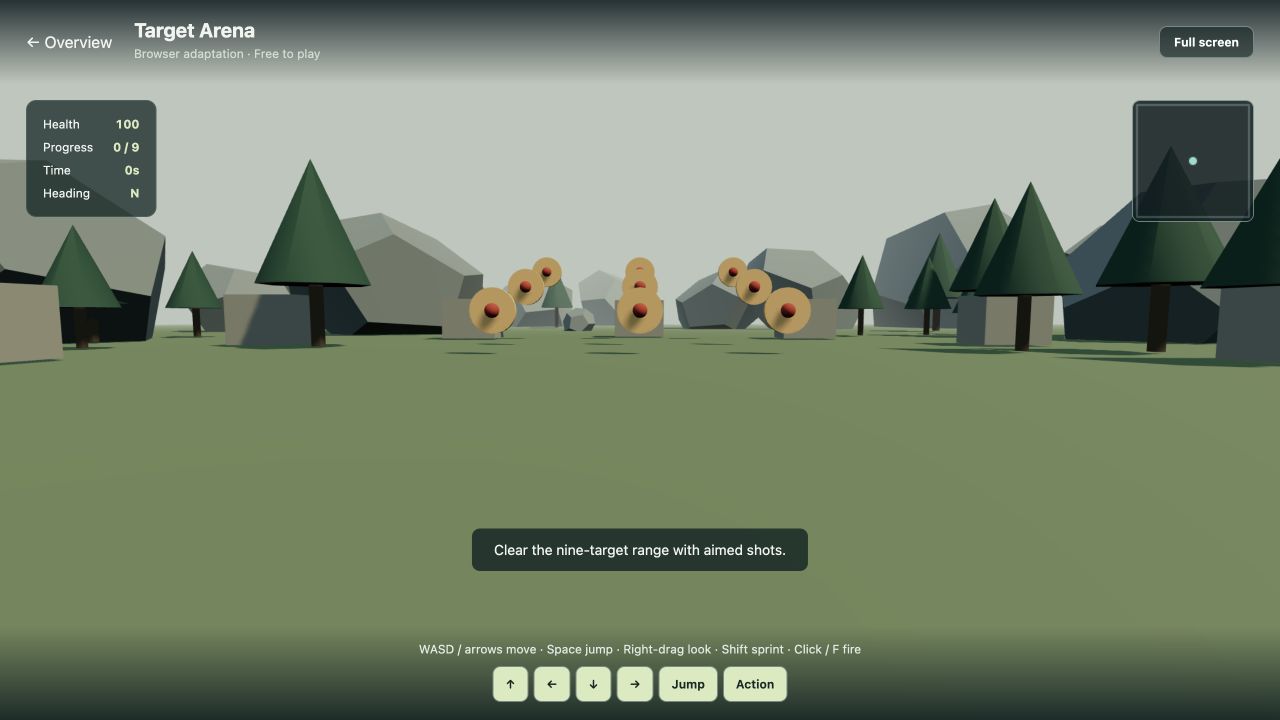 ← Overview
Target Arena
Browser adaptation · Free to play
Full screen
Health 100
Progress 0 / 9
Time 0s
Heading N
Clear the nine-target range with aimed shots.
WASD / arrows move · Space jump · Right-drag look · Shift sprint · Click / F fire
↑ ← ↓ → Jump Action